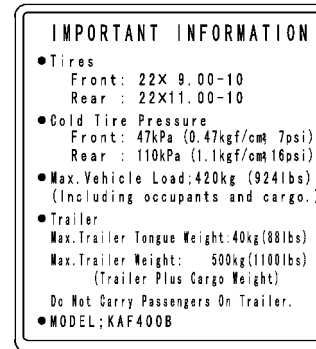 IMPORTANT INFORMATION
●Tires
Front: 22X 9.00-10
Rear : 22X11.00-10
●Cold Tire Pressure
Front: 47kPa (0.47kgf/cm², 7psi)
Rear : 110kPa (1.1kgf/cm², 16psi)
●Max.Vehicle Load;420kg (924lbs)
(Including occupants and cargo.)
●Trailer
Max.Trailer Tongue Weight:40kg(88lbs)
Max.Trailer Weight: 500kg(1100lbs)
(Trailer Plus Cargo Weight)
Do Not Carry Passengers On Trailer.
●MODEL;KAF400B